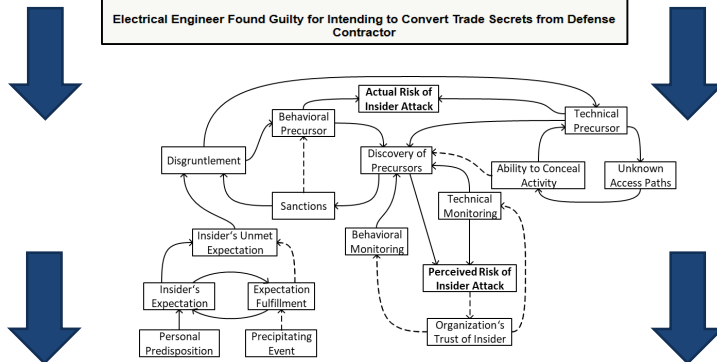 Electrical Engineer Found Guilty for Intending to Convert Trade Secrets from Defense
Contractor
Actual Risk of
Insider Attack
Behavioral
Precursor
Technical
Precursor
Disgruntlement
Discovery of
Precursors
Ability to Conceal
Activity
Unknown
Access Paths
Sanctions
Technical
Monitoring
Insider's Unmet
Expectation
Behavioral
Monitoring
Perceived Risk of
Insider Attack
Insider's
Expectation
Expectation
Fulfillment
Organization's
Trust of Insider
Personal
Predisposition
Precipitating
Event